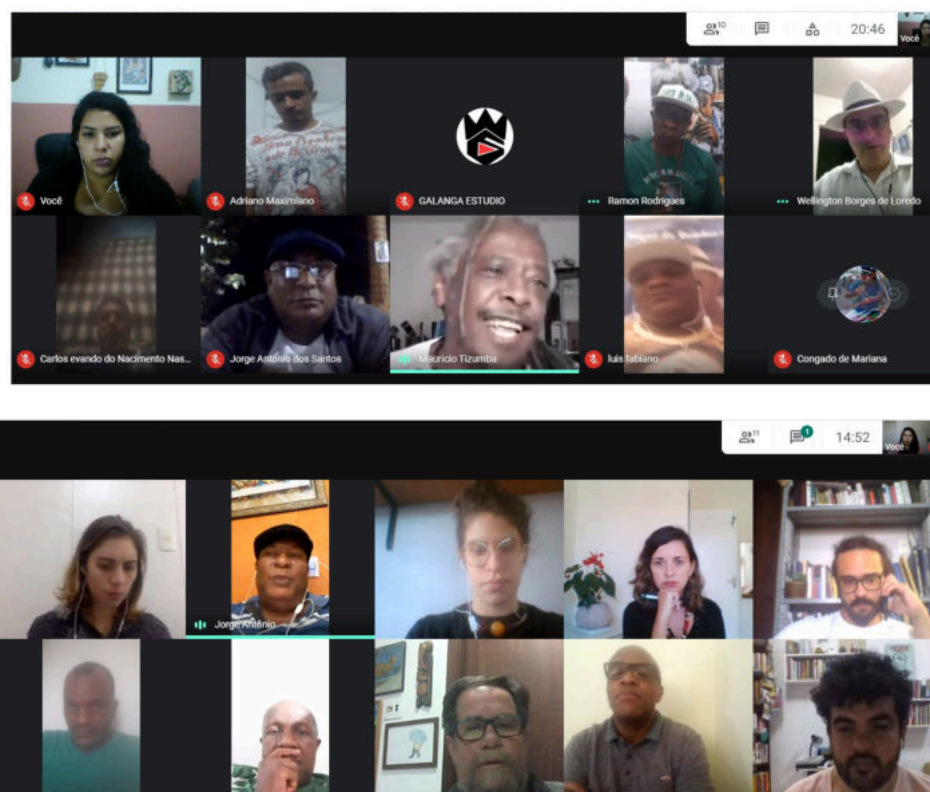 10
20:46
Você
Você
Adriano Maximiano
GALANGA ESTUDIO
Ramon Rodrigues
Wellington Borges de Loredo
Carlos evando do Nacimento Nas...
Jorge Antônio dos Santos
Mauricio Tizumba
luis fabiano
Congado de Mariana
11
1
14:52
Você
Jorge Antônio